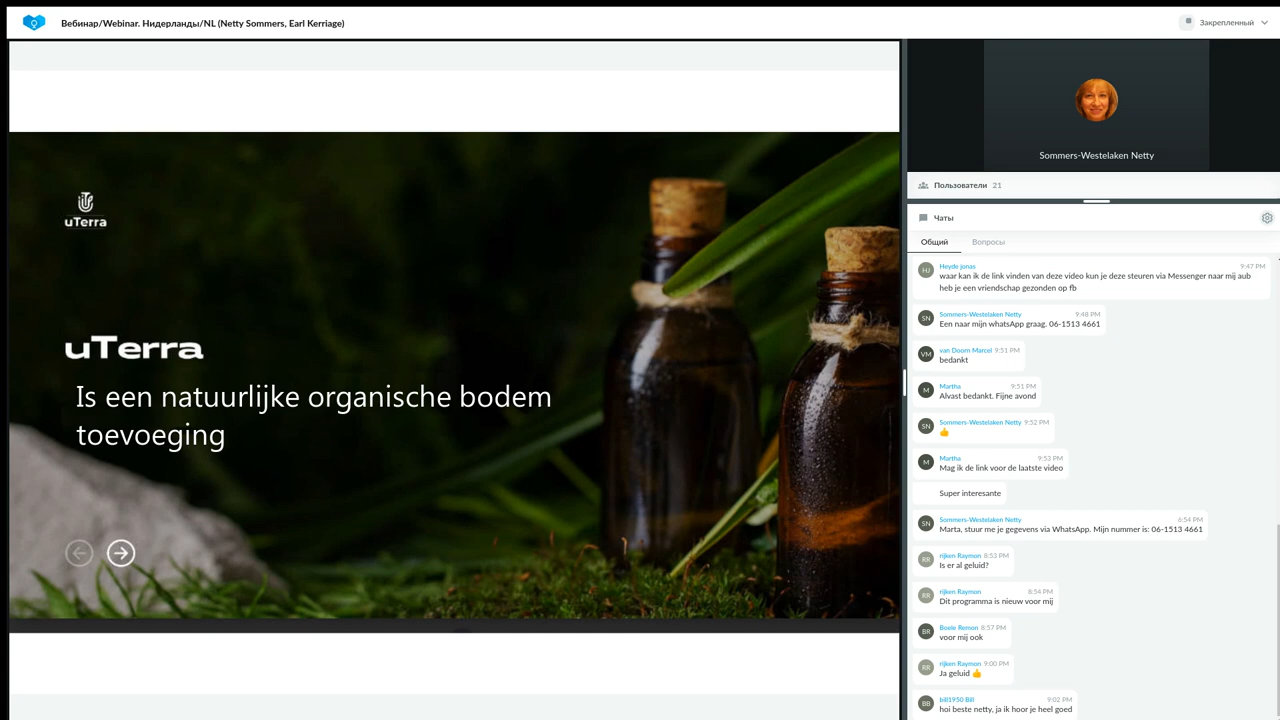 Вебинар/Webinar. Нидерланды/NL (Netty Sommers, Earl Kerriage)
Закрепленный
uTerra
uTerra
Is een natuurlijke organische bodem
toevoeging
Sommers-Westelaken Netty
Пользователи 21
Чаты
Общий Вопросы
HJ Heyde jonas 9:47 PM
waar kan ik de link vinden van deze video kun je deze steuren via Messenger naar mij aub
heb je een vriendschap gezonden op fb
SN Sommers-Westelaken Netty 9:48 PM
Een naar mijn whatsApp graag. 06-1513 4661
VM van Doorn Marcel 9:51 PM
bedankt
M Martha 9:51 PM
Alvast bedankt. Fijne avond
SN Sommers-Westelaken Netty 9:52 PM
👍
M Martha 9:53 PM
Mag ik de link voor de laatste video
Super interesante
SN Sommers-Westelaken Netty 8:54 PM
Marta, stuur me je gegevens via WhatsApp. Mijn nummer is: 06-1513 4661
RR rijken Raymon 8:53 PM
Is er al geluid?
RR rijken Raymon 8:54 PM
Dit programma is nieuw voor mij
BR Boele Remon 8:57 PM
voor mij ook
RR rijken Raymon 9:00 PM
Ja geluid 👍
BB bill1950 Bill 9:02 PM
hoi beste netty, ja ik hoor je heel goed